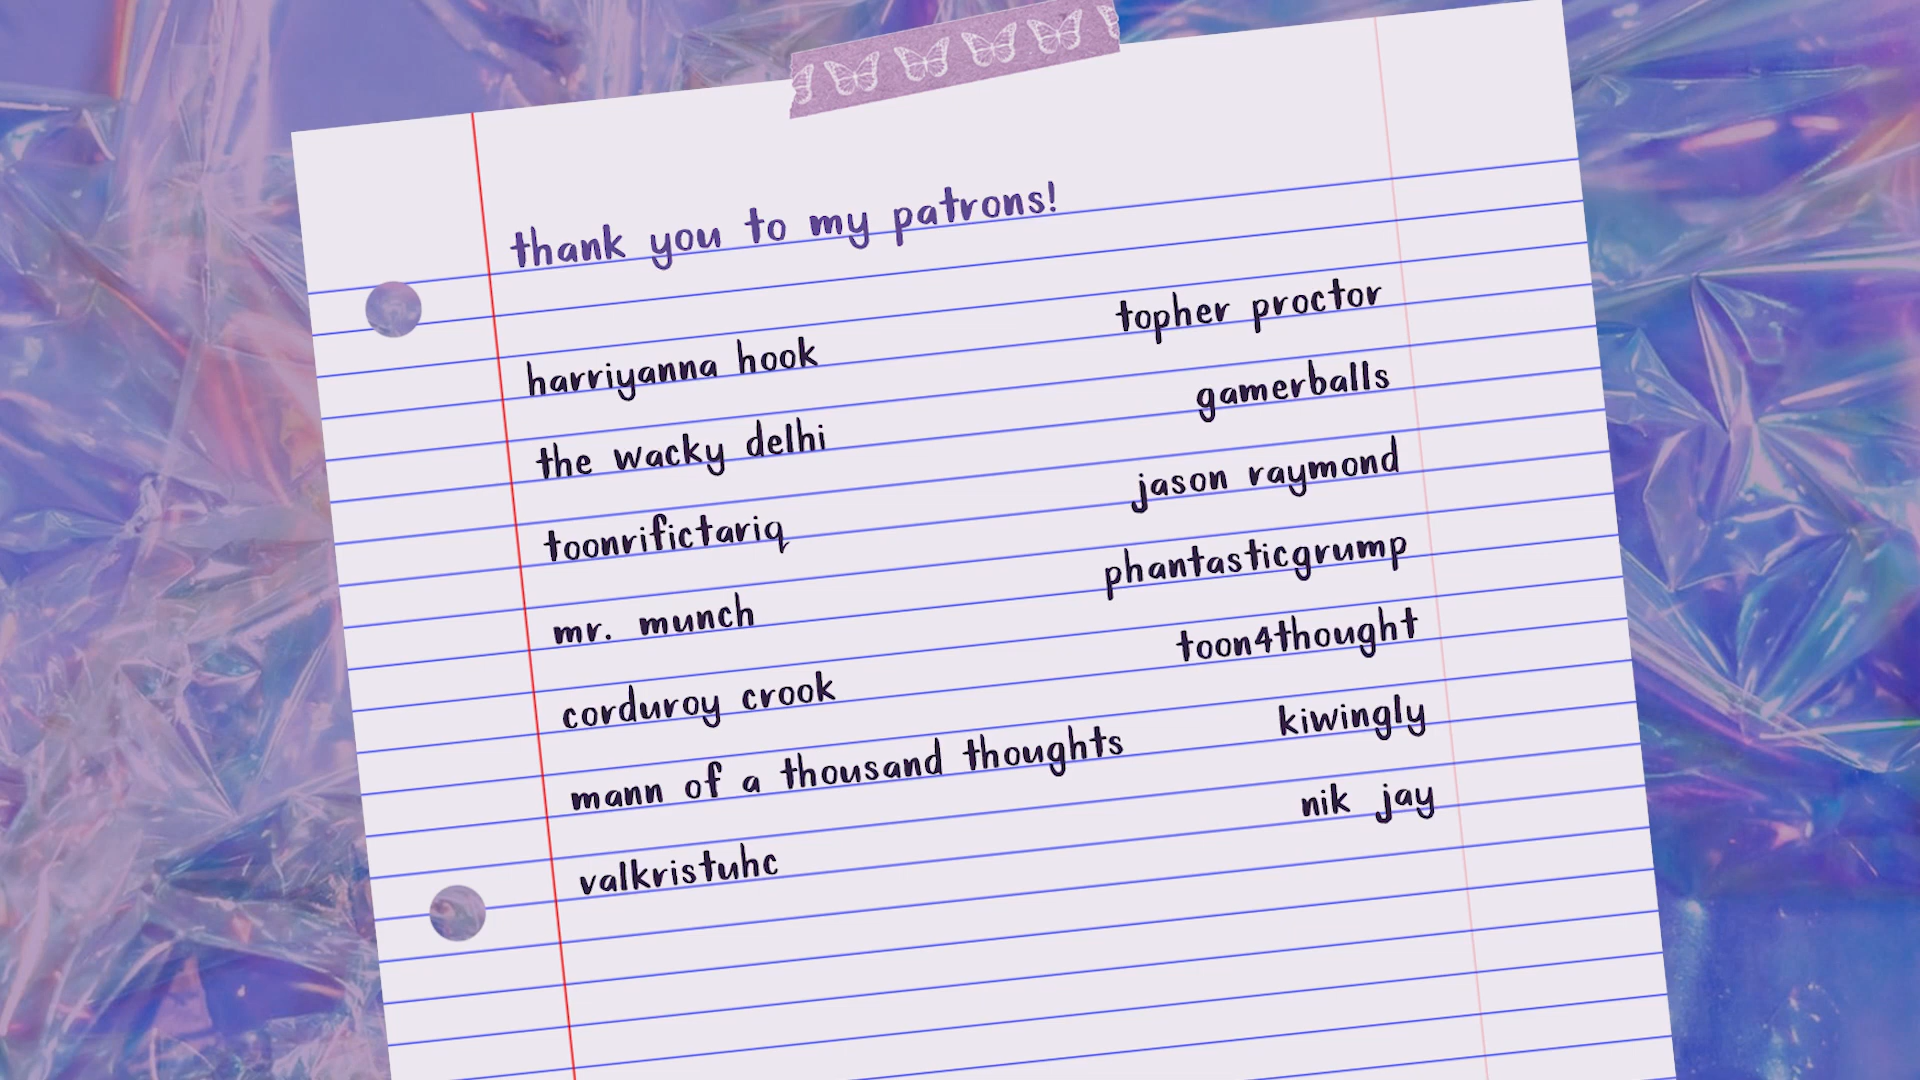 thank you to my patrons!
harriyanna hook
the wacky delhi
toonrifictariq
mr. munch
corduroy crook
mann of a thousand thoughts
valkristuhc
topher proctor
gamerballs
jason raymond
phantasticgrump
toon4thought
kiwingly
nik jay